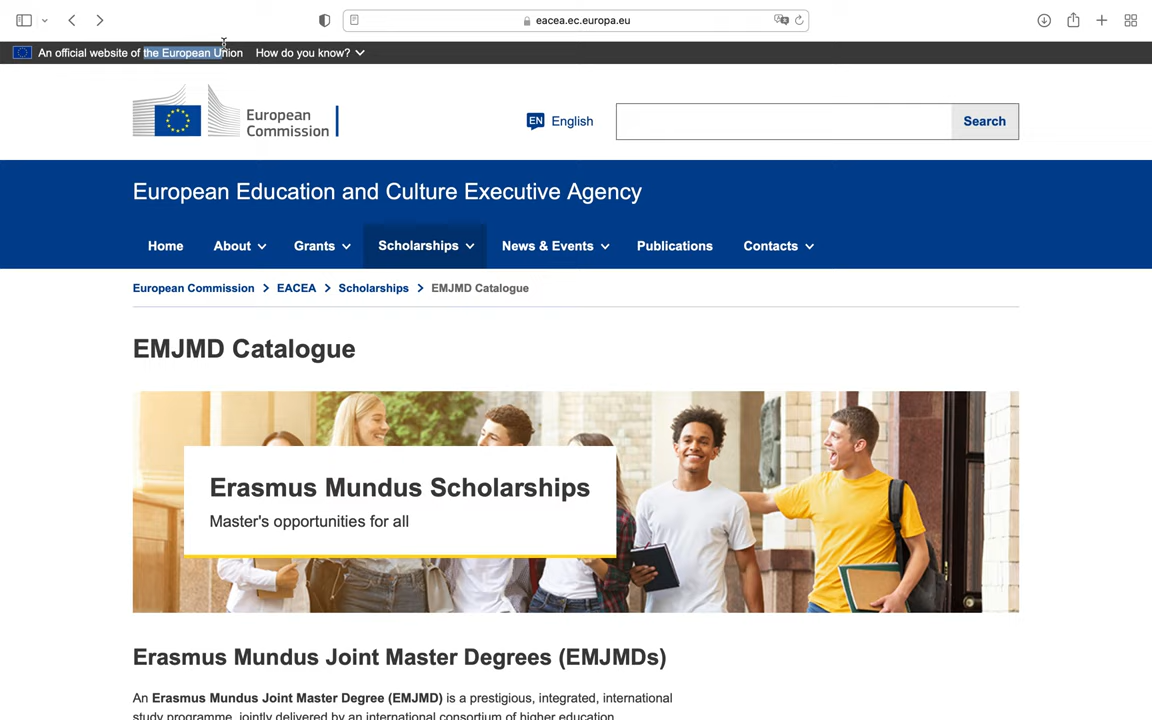 eacea.ec.europa.eu
An official website of the European Union How do you know?
European
Commission
EN English
Search
European Education and Culture Executive Agency
Home About Grants Scholarships News & Events Publications Contacts
European Commission > EACEA > Scholarships > EMJMD Catalogue
EMJMD Catalogue
Erasmus Mundus Scholarships
Master's opportunities for all
Erasmus Mundus Joint Master Degrees (EMJMDs)
An Erasmus Mundus Joint Master Degree (EMJMD) is a prestigious, integrated, international
study programme, jointly delivered by an international consortium of higher education